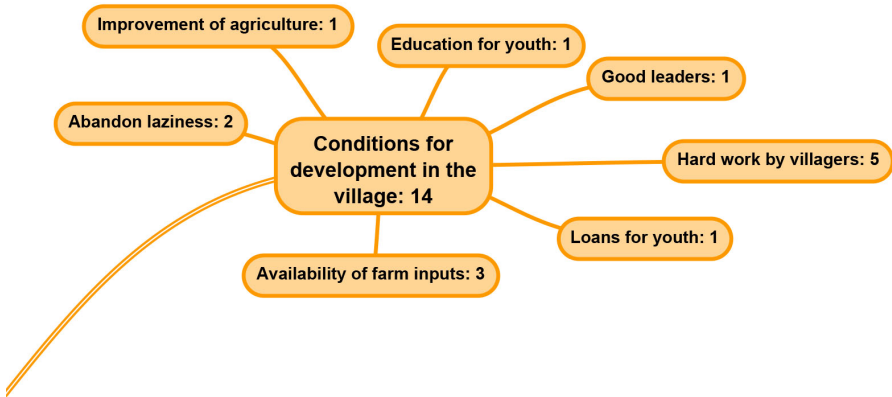 Improvement of agriculture: 1
Education for youth: 1
Good leaders: 1
Abandon laziness: 2
Conditions for
development in the
village: 14
Hard work by villagers: 5
Loans for youth: 1
Availability of farm inputs: 3